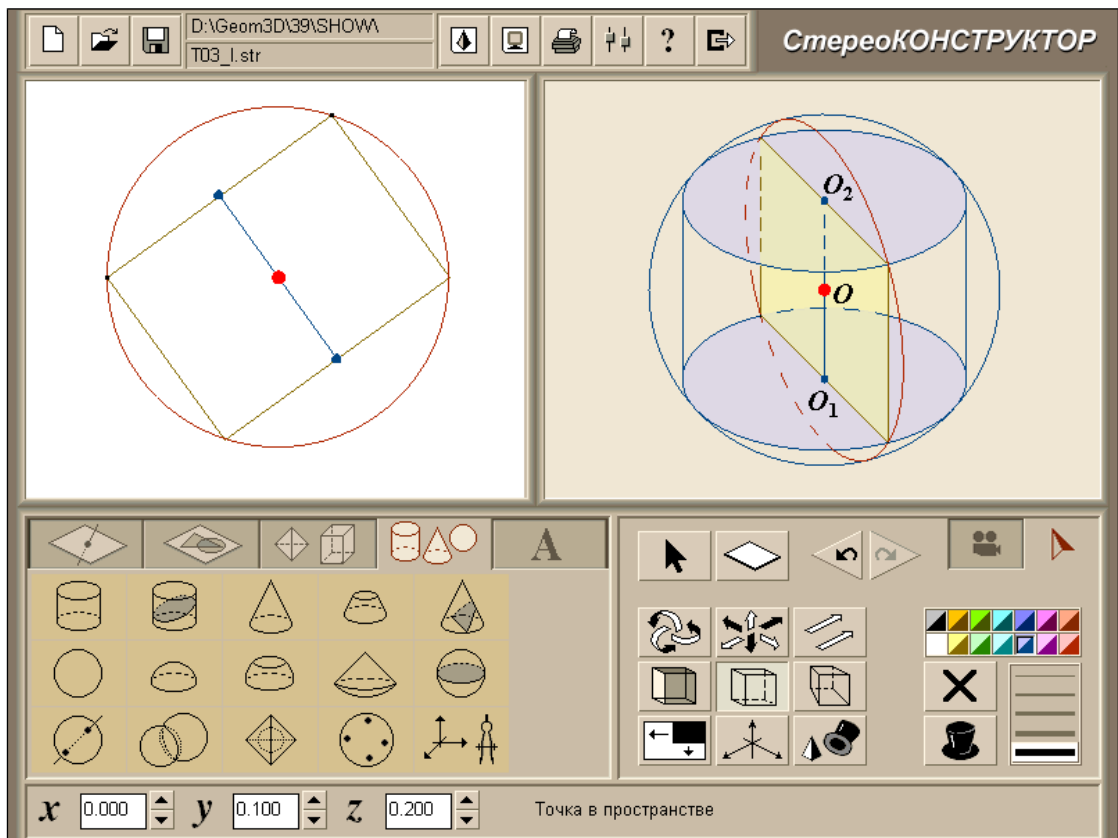 D:\Geom3D\39\SHOW\
T03_I.str
?
СтереоКОНСТРУКТОР
O₂
O
O₁
A
x 0.000 y 0.100 z 0.200 Точка в пространстве